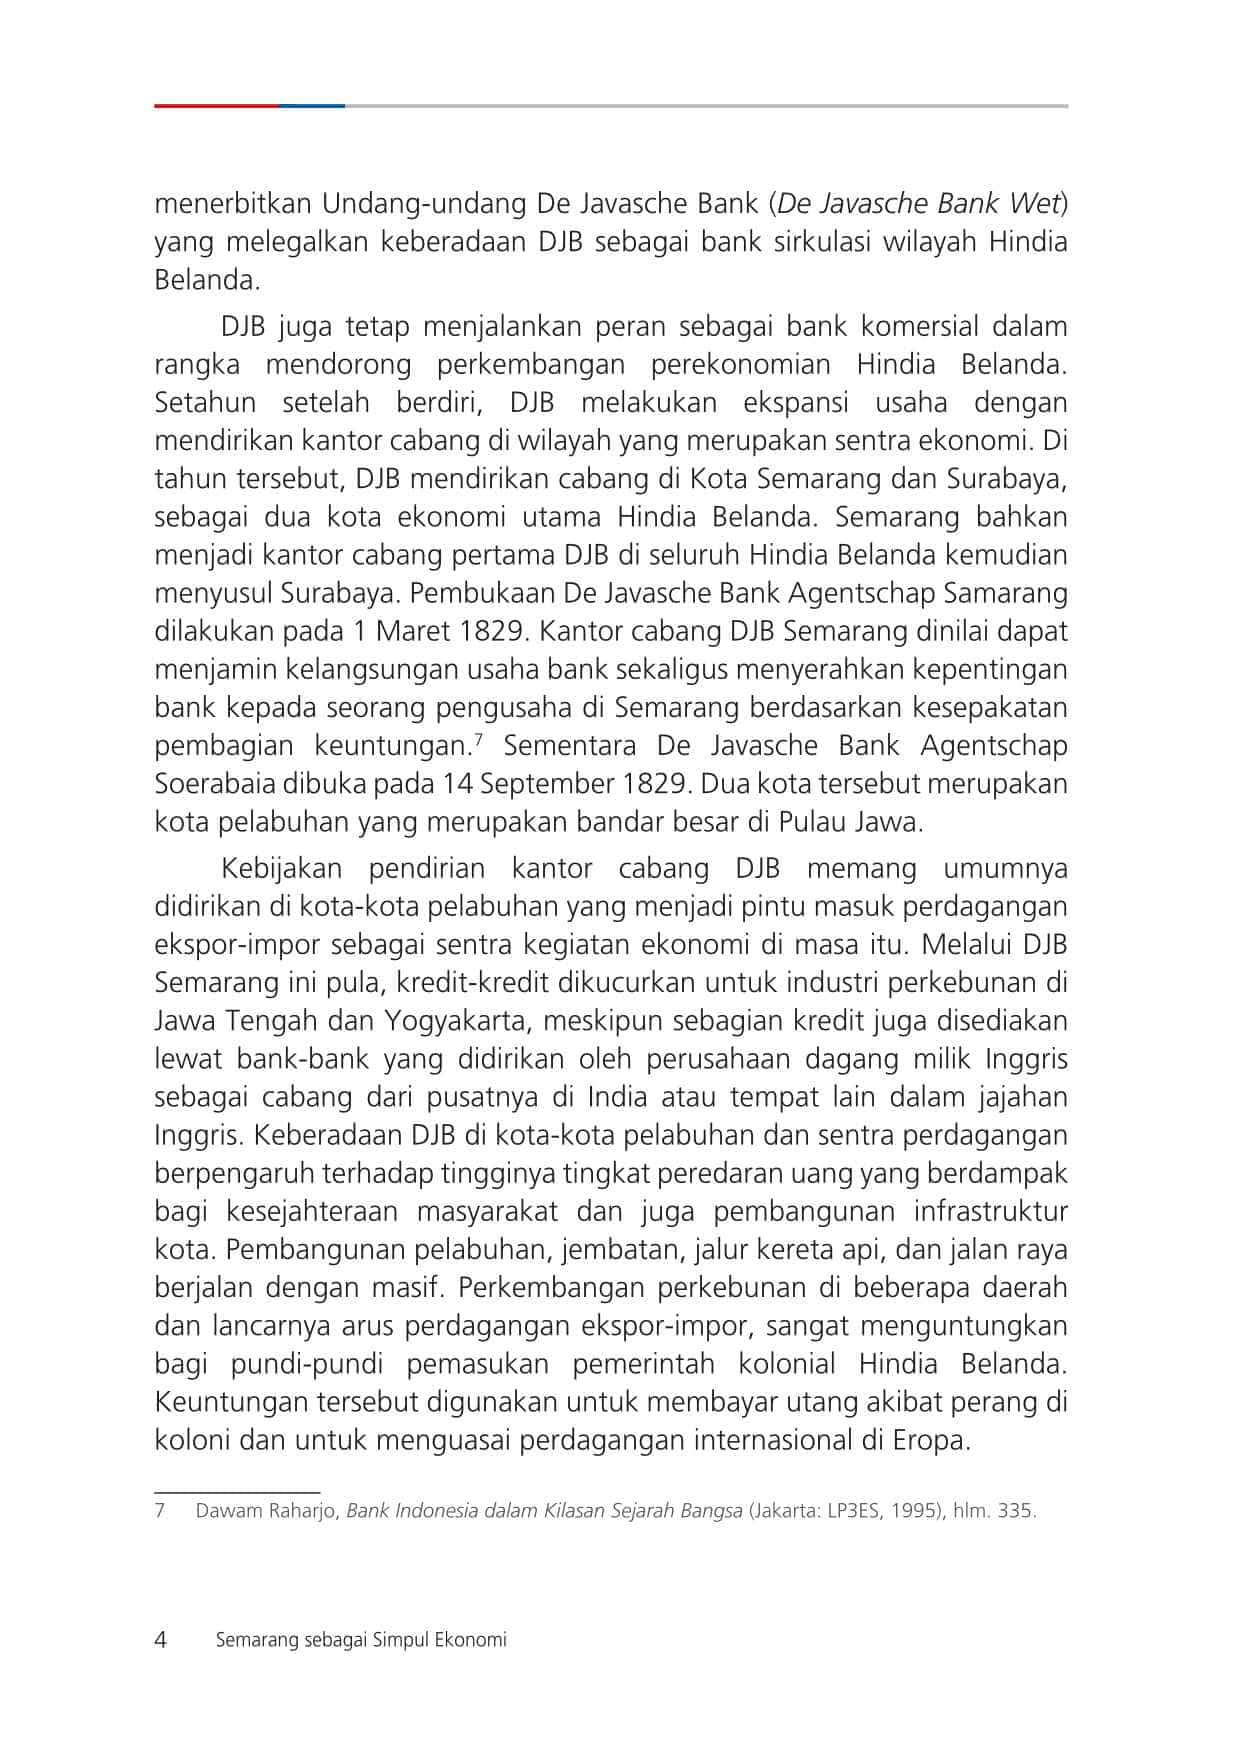 menerbitkan Undang-undang De Javasche Bank (De Javasche Bank Wet)
yang melegalkan keberadaan DJB sebagai bank sirkulasi wilayah Hindia
Belanda.
DJB juga tetap menjalankan peran sebagai bank komersial dalam
rangka mendorong perkembangan perekonomian Hindia Belanda.
Setahun setelah berdiri, DJB melakukan ekspansi usaha dengan
mendirikan kantor cabang di wilayah yang merupakan sentra ekonomi. Di
tahun tersebut, DJB mendirikan cabang di Kota Semarang dan Surabaya,
sebagai dua kota ekonomi utama Hindia Belanda. Semarang bahkan
menjadi kantor cabang pertama DJB di seluruh Hindia Belanda kemudian
menyusul Surabaya. Pembukaan De Javasche Bank Agentschap Samarang
dilakukan pada 1 Maret 1829. Kantor cabang DJB Semarang dinilai dapat
menjamin kelangsungan usaha bank sekaligus menyerahkan kepentingan
bank kepada seorang pengusaha di Semarang berdasarkan kesepakatan
pembagian keuntungan.7 Sementara De Javasche Bank Agentschap
Soerabaia dibuka pada 14 September 1829. Dua kota tersebut merupakan
kota pelabuhan yang merupakan bandar besar di Pulau Jawa.
Kebijakan pendirian kantor cabang DJB memang umumnya
didirikan di kota-kota pelabuhan yang menjadi pintu masuk perdagangan
ekspor-impor sebagai sentra kegiatan ekonomi di masa itu. Melalui DJB
Semarang ini pula, kredit-kredit dikucurkan untuk industri perkebunan di
Jawa Tengah dan Yogyakarta, meskipun sebagian kredit juga disediakan
lewat bank-bank yang didirikan oleh perusahaan dagang milik Inggris
sebagai cabang dari pusatnya di India atau tempat lain dalam jajahan
Inggris. Keberadaan DJB di kota-kota pelabuhan dan sentra perdagangan
berpengaruh terhadap tingginya tingkat peredaran uang yang berdampak
bagi kesejahteraan masyarakat dan juga pembangunan infrastruktur
kota. Pembangunan pelabuhan, jembatan, jalur kereta api, dan jalan raya
berjalan dengan masif. Perkembangan perkebunan di beberapa daerah
dan lancarnya arus perdagangan ekspor-impor, sangat menguntungkan
bagi pundi-pundi pemasukan pemerintah kolonial Hindia Belanda.
Keuntungan tersebut digunakan untuk membayar utang akibat perang di
koloni dan untuk menguasai perdagangan internasional di Eropa.
7 Dawam Raharjo, Bank Indonesia dalam Kilasan Sejarah Bangsa (Jakarta: LP3ES, 1995), hlm. 335.
4 Semarang sebagai Simpul Ekonomi